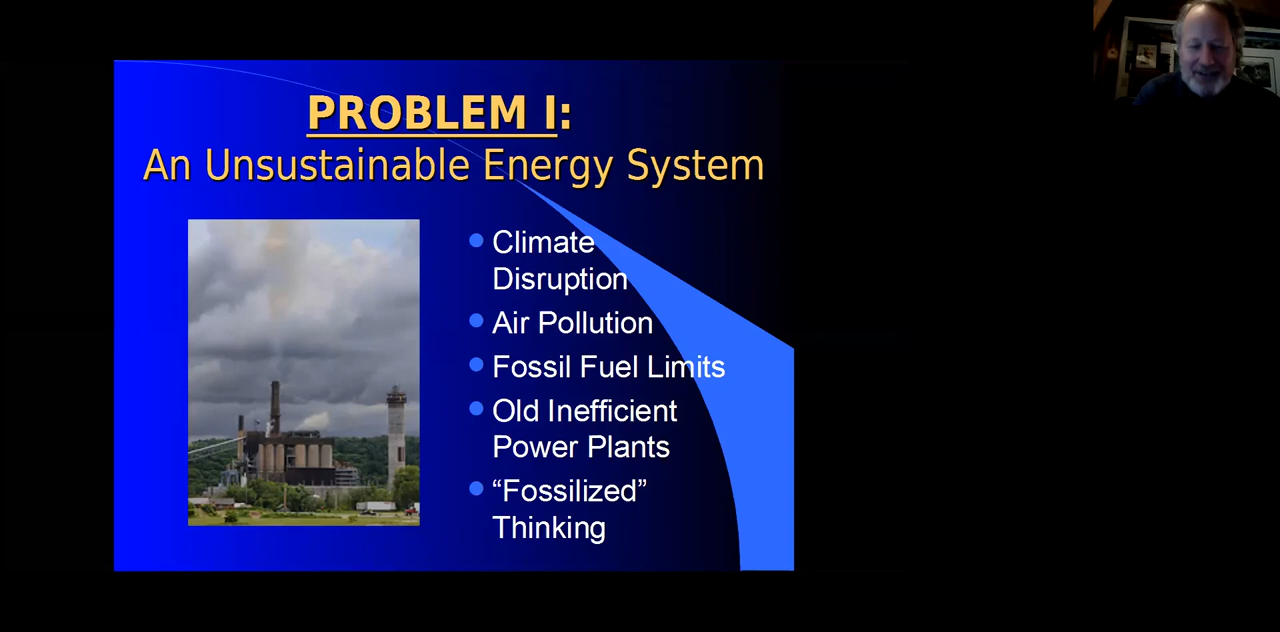 PROBLEM I:
An Unsustainable Energy System
Climate
Disruption
Air Pollution
Fossil Fuel Limits
Old Inefficient
Power Plants
“Fossilized”
Thinking